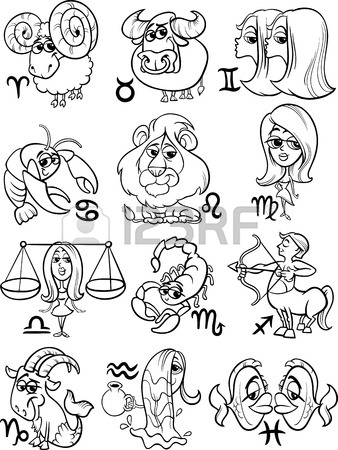 ♈ ♉ ♊
♋ ♌ ♍
♎ ♏ ♐
♑ ♒ ♓
123RF